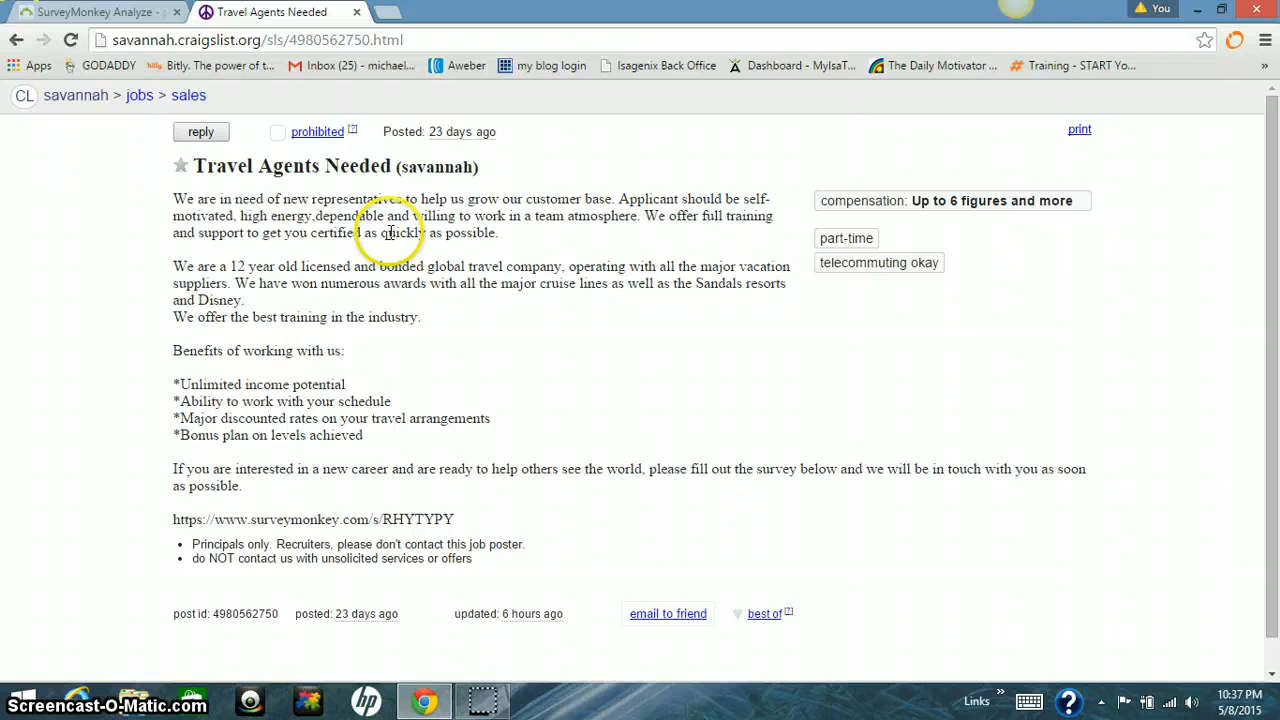 SurveyMonkey Analyze -
Travel Agents Needed
You
savannah.craigslist.org/sls/4980562750.html
Apps GODADDY Bitly. The power of t... Inbox (25) - michael... Aweber my blog login Isagenix Back Office Dashboard - MyIsaT... The Daily Motivator ... Training - START Yo... »
CL savannah > jobs > sales
reply prohibited [?] Posted: 23 days ago print
Travel Agents Needed (savannah)
We are in need of new representatives to help us grow our customer base. Applicant should be self-
motivated, high energy,dependable and willing to work in a team atmosphere. We offer full training
and support to get you certified as quickly as possible.
compensation: Up to 6 figures and more
part-time
telecommuting okay
We are a 12 year old licensed and bonded global travel company, operating with all the major vacation
suppliers. We have won numerous awards with all the major cruise lines as well as the Sandals resorts
and Disney.
We offer the best training in the industry.
Benefits of working with us:
*Unlimited income potential
*Ability to work with your schedule
*Major discounted rates on your travel arrangements
*Bonus plan on levels achieved
If you are interested in a new career and are ready to help others see the world, please fill out the survey below and we will be in touch with you as soon
as possible.
https://www.surveymonkey.com/s/RHYTYPY
• Principals only. Recruiters, please don't contact this job poster.
• do NOT contact us with unsolicited services or offers
post id: 4980562750 posted: 23 days ago updated: 6 hours ago email to friend best of [?]
Screencast-O-Matic.com
hp
Links »
10:37 PM
5/8/2015